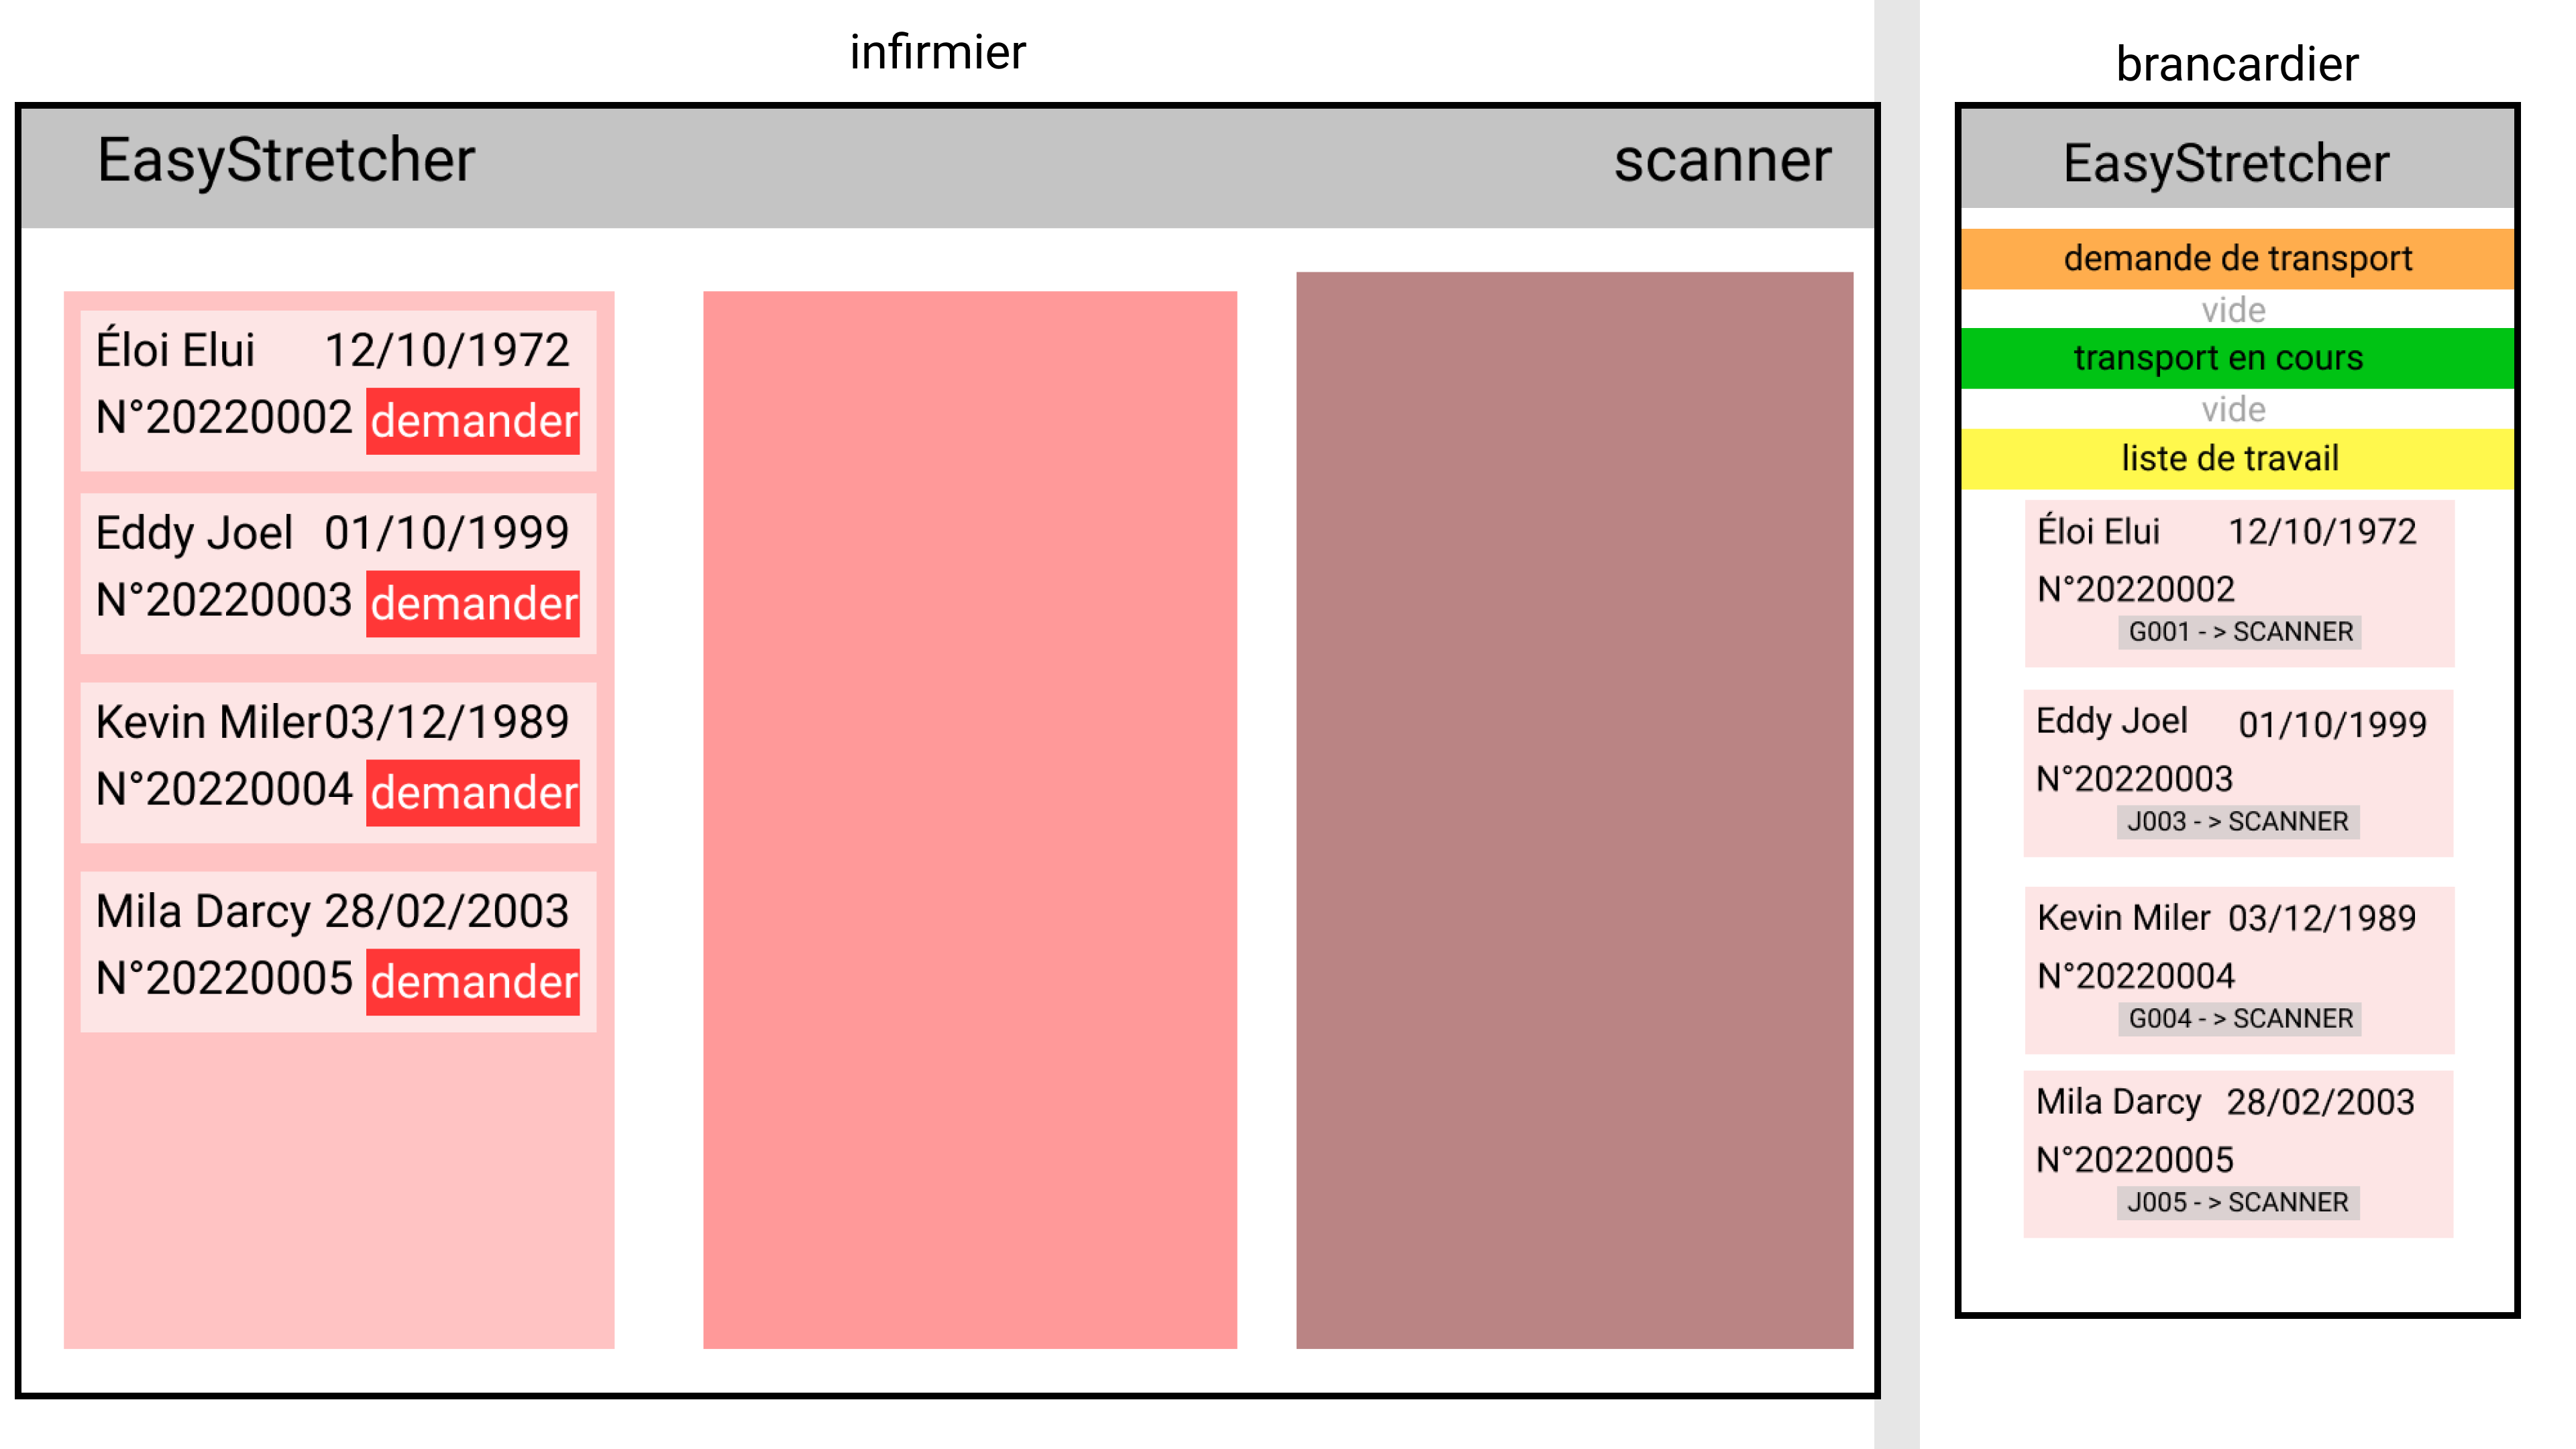 infirmier
EasyStretcher scanner
Éloi Elui 12/10/1972
N°20220002 demander
Eddy Joel 01/10/1999
N°20220003 demander
Kevin Miler 03/12/1989
N°20220004 demander
Mila Darcy 28/02/2003
N°20220005 demander
brancardier
EasyStretcher
demande de transport
vide
transport en cours
vide
liste de travail
Éloi Elui 12/10/1972
N°20220002
G001 - > SCANNER
Eddy Joel 01/10/1999
N°20220003
J003 - > SCANNER
Kevin Miler 03/12/1989
N°20220004
G004 - > SCANNER
Mila Darcy 28/02/2003
N°20220005
J005 - > SCANNER